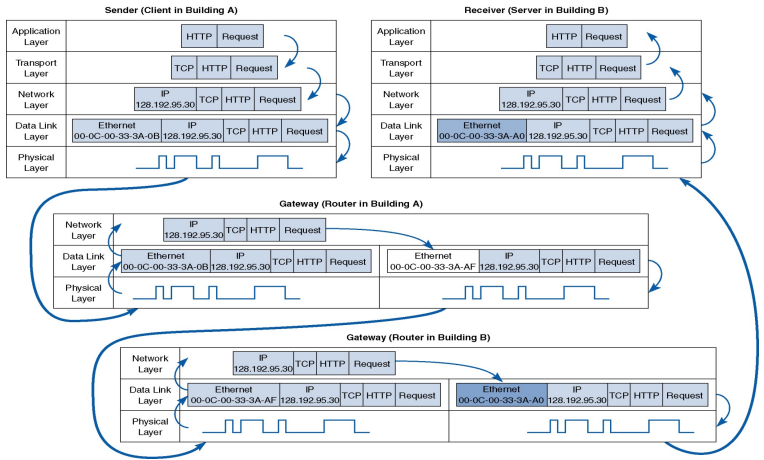 Sender (Client in Building A)
Application
Layer
HTTP Request
Transport
Layer
TCP HTTP Request
Network
Layer
IP
128.192.95.30 TCP HTTP Request
Data Link
Layer
Ethernet
00-0C-00-33-3A-0B
IP
128.192.95.30 TCP HTTP Request
Physical
Layer
Receiver (Server in Building B)
Application
Layer
HTTP Request
Transport
Layer
TCP HTTP Request
Network
Layer
IP
128.192.95.30 TCP HTTP Request
Data Link
Layer
Ethernet
00-0C-00-33-3A-A0
IP
128.192.95.30 TCP HTTP Request
Physical
Layer
Gateway (Router in Building A)
Network
Layer
IP
128.192.95.30 TCP HTTP Request
Data Link
Layer
Ethernet
00-0C-00-33-3A-0B
IP
128.192.95.30 TCP HTTP Request
Ethernet
00-0C-00-33-3A-AF
IP
128.192.95.30 TCP HTTP Request
Physical
Layer
Gateway (Router in Building B)
Network
Layer
IP
128.192.95.30 TCP HTTP Request
Data Link
Layer
Ethernet
00-0C-00-33-3A-AF
IP
128.192.95.30 TCP HTTP Request
Ethernet
00-0C-00-33-3A-A0
IP
128.192.95.30 TCP HTTP Request
Physical
Layer